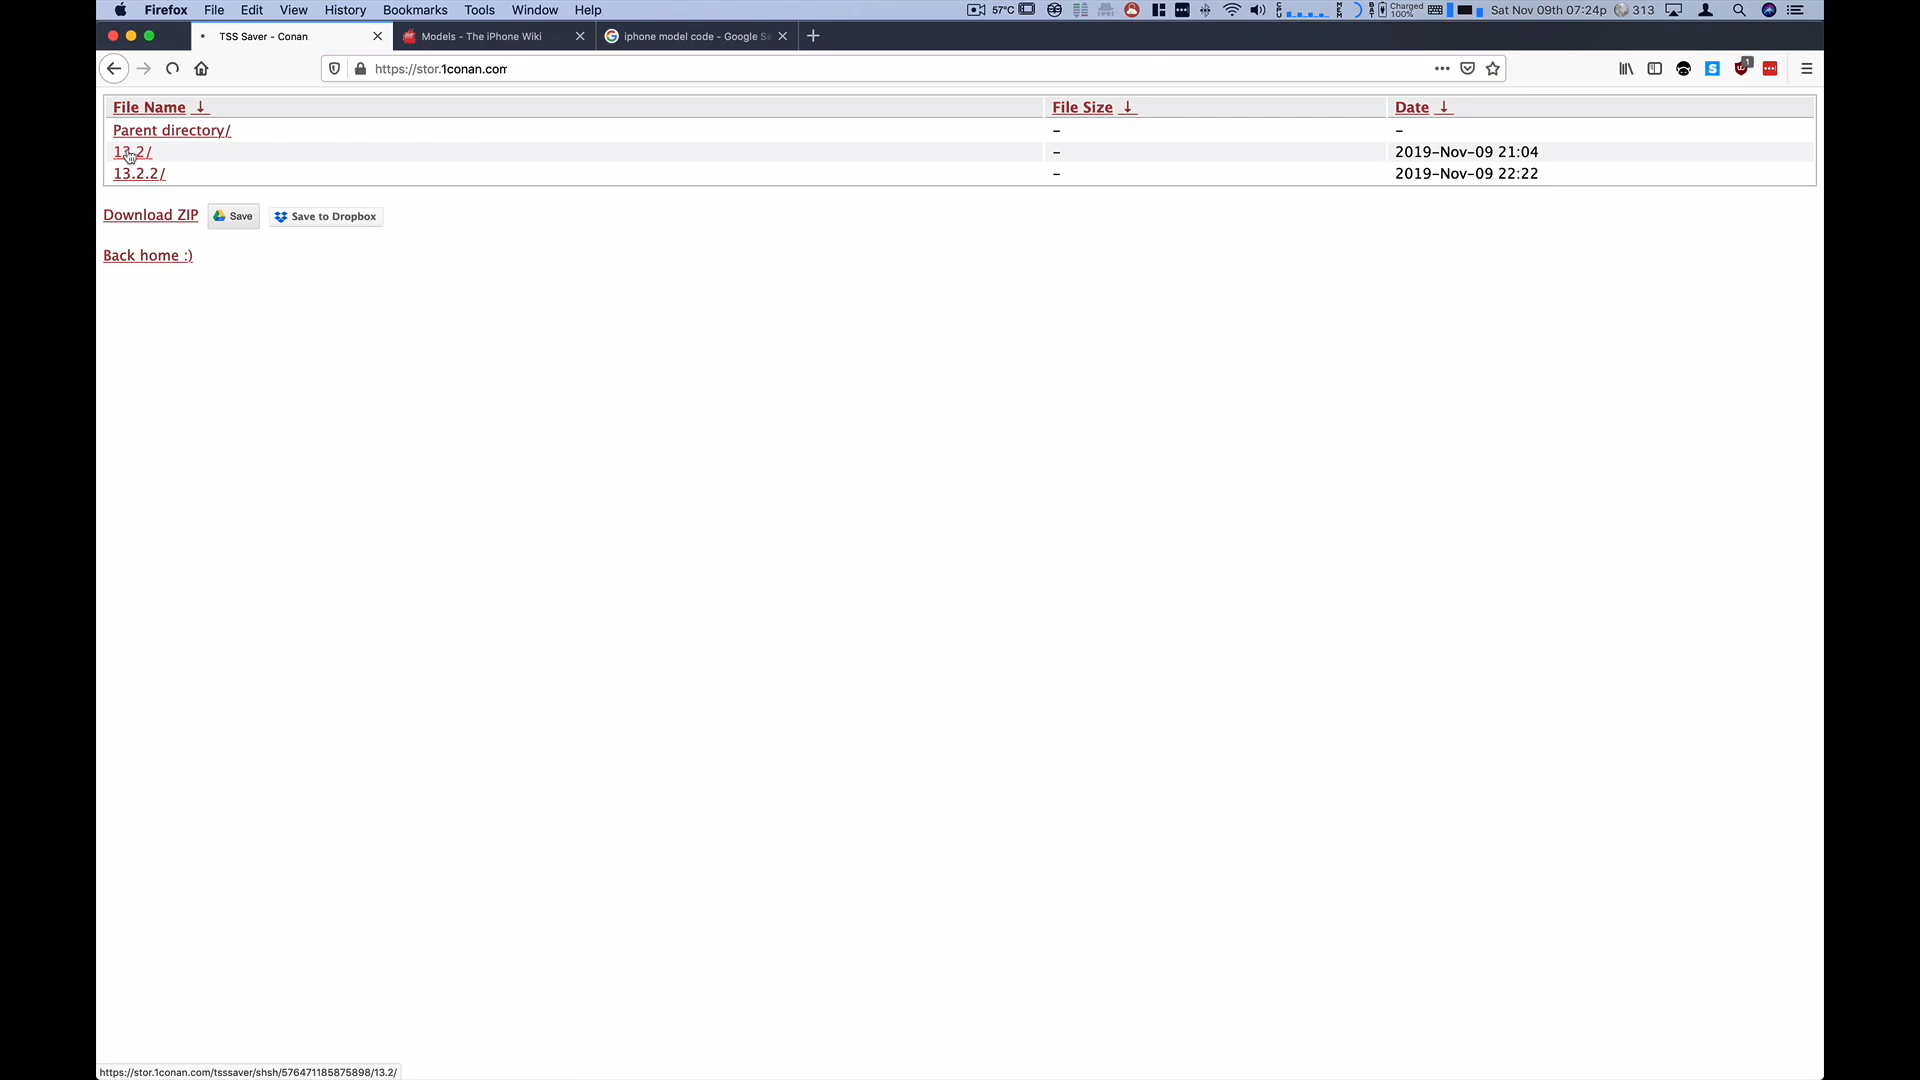 Firefox File Edit View History Bookmarks Tools Window Help 57°C Charged 100% Sat Nov 09th 07:24p 313
TSS Saver - Conan Models - The iPhone Wiki iphone model code - Google Se
https://stor.1conan.com
File Name ↓ File Size ↓ Date ↓
Parent directory/ – –
13.2/ – 2019-Nov-09 21:04
13.2.2/ – 2019-Nov-09 22:22
Download ZIP Save Save to Dropbox
Back home :)
https://stor.1conan.com/tsssaver/shsh/576471185875898/13.2/